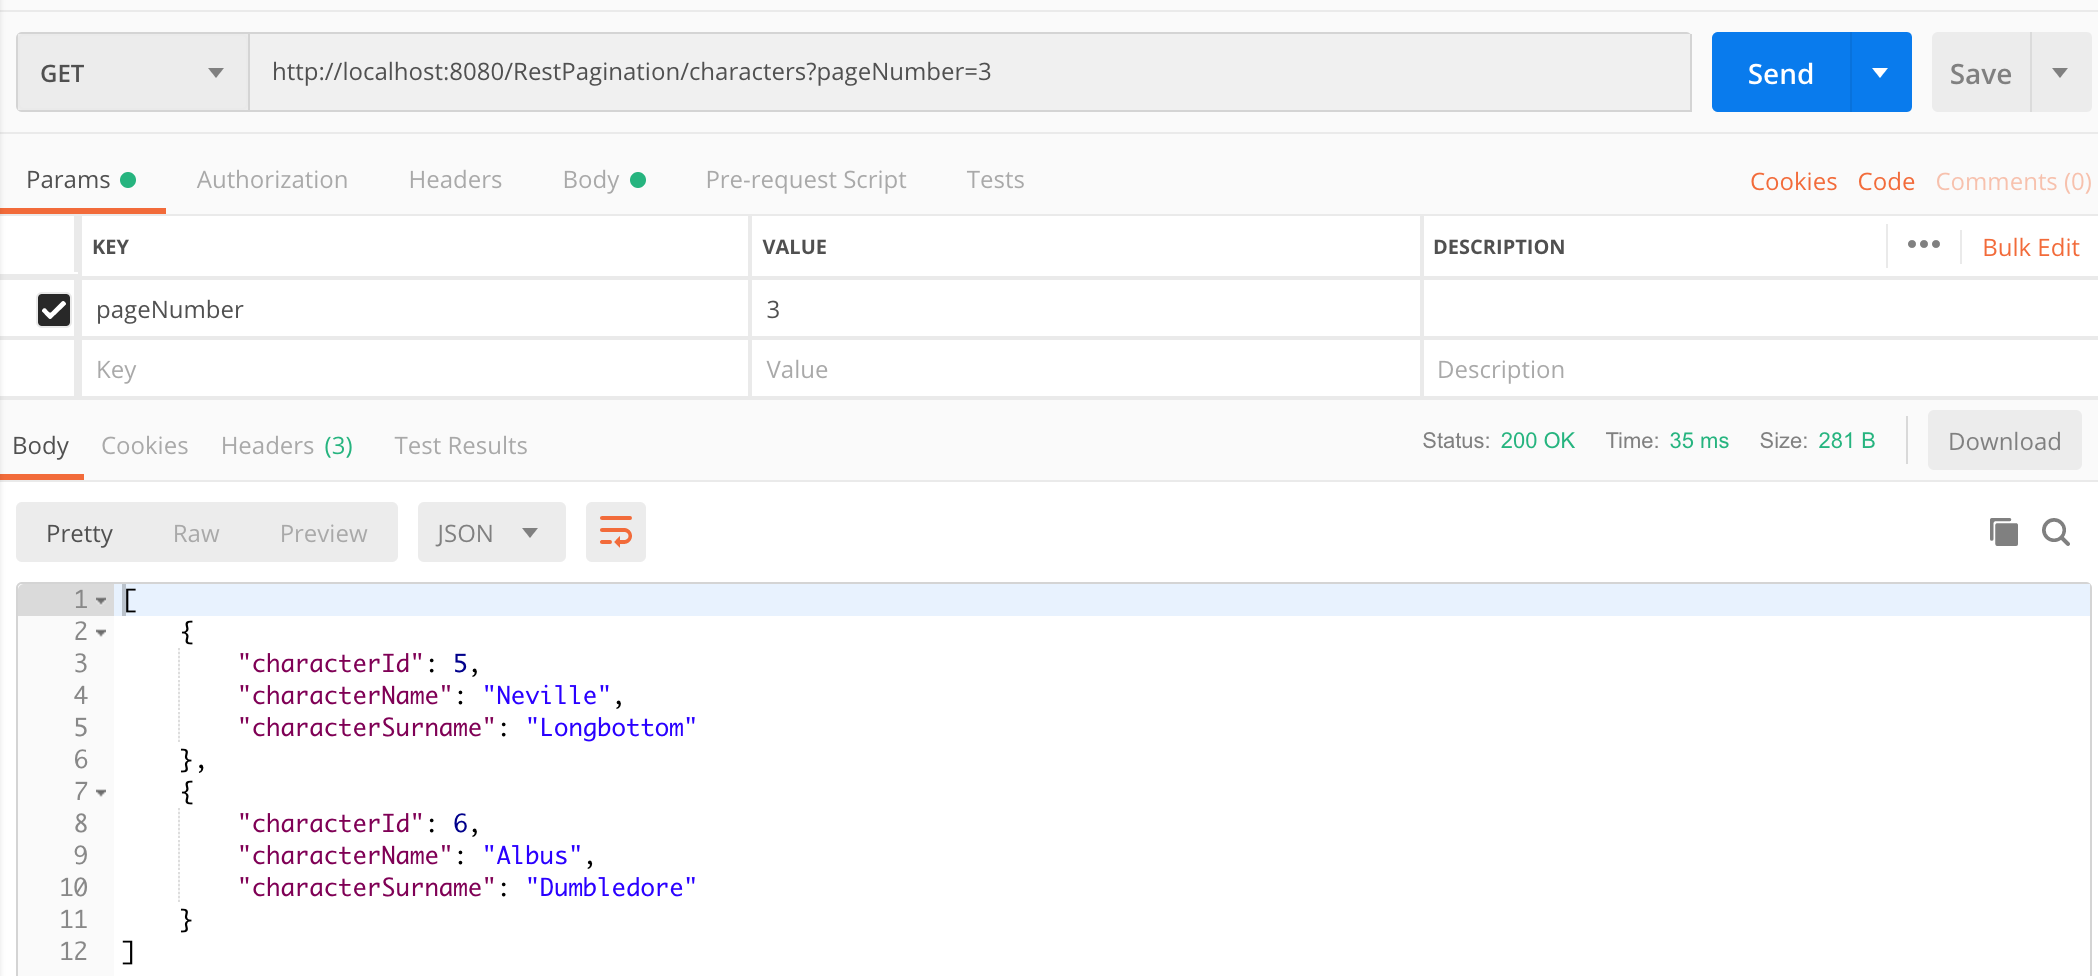 GET http://localhost:8080/RestPagination/characters?pageNumber=3 Send Save
Params Authorization Headers Body Pre-request Script Tests Cookies Code Comments (0)
KEY VALUE DESCRIPTION ••• Bulk Edit
pageNumber 3
Key Value Description
Body Cookies Headers (3) Test Results Status: 200 OK Time: 35 ms Size: 281 B Download
Pretty Raw Preview JSON
1 [
2 {
3 "characterId": 5,
4 "characterName": "Neville",
5 "characterSurname": "Longbottom"
6 },
7 {
8 "characterId": 6,
9 "characterName": "Albus",
10 "characterSurname": "Dumbledore"
11 }
12 ]